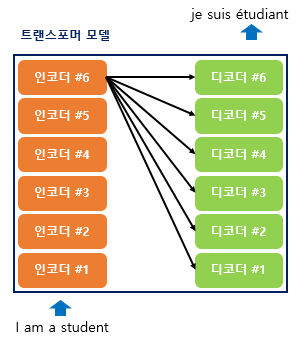 je suis étudiant
트랜스포머 모델
인코더 #6
디코더 #6
인코더 #5
디코더 #5
인코더 #4
디코더 #4
인코더 #3
디코더 #3
인코더 #2
디코더 #2
인코더 #1
디코더 #1
I am a student